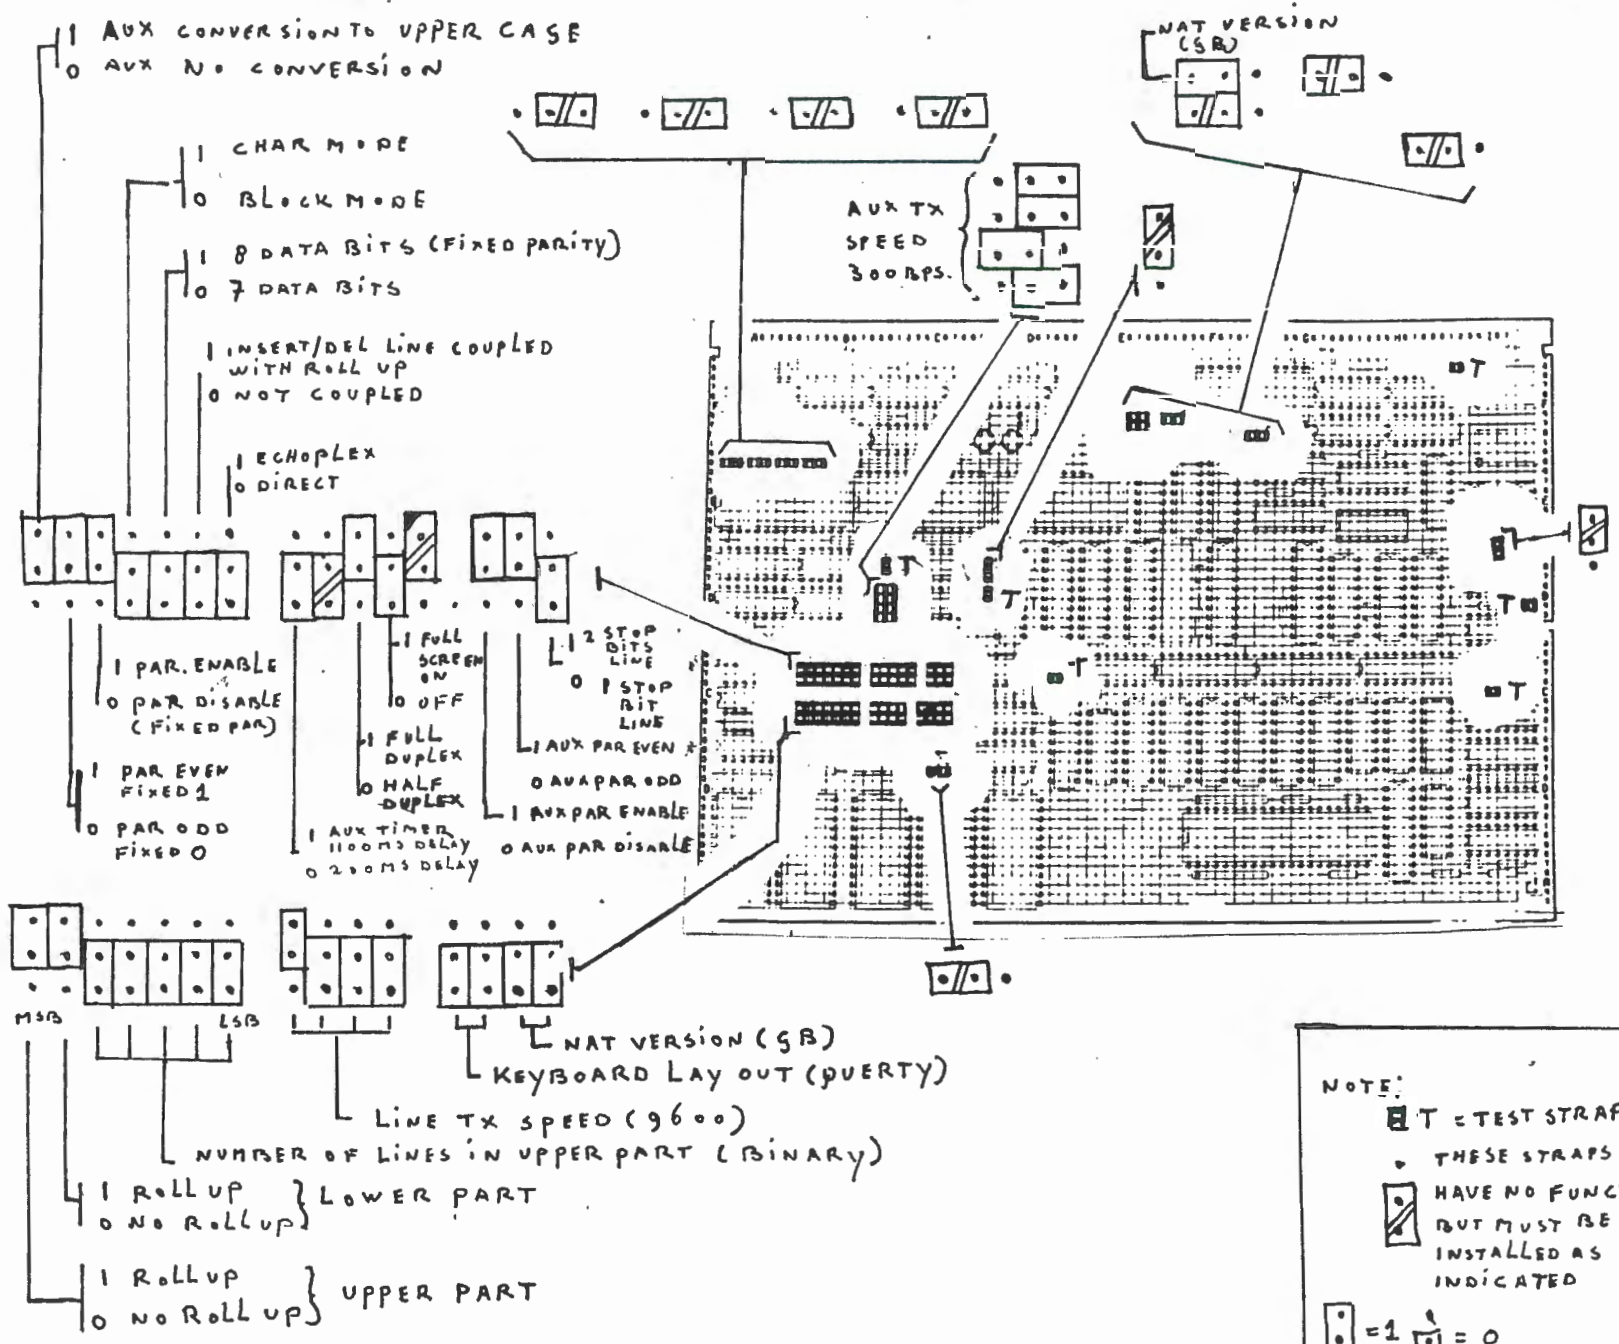 1 AUX CONVERSION TO UPPER CASE
0 AUX NO CONVERSION
1 CHAR MODE
0 BLOCK MODE
1 8 DATA BITS (FIXED PARITY)
0 7 DATA BITS
1 INSERT/DEL LINE COUPLED
WITH ROLL UP
0 NOT COUPLED
1 ECHOPLEX
0 DIRECT
NAT VERSION
(GB)
AUX TX
SPEED
300 BPS.
T
T
T
T
T
T
T
1 PAR. ENABLE
0 PAR DISABLE
(FIXED PAR)
1 PAR EVEN
FIXED 1
0 PAR ODD
FIXED 0
1 FULL
SCREEN
ON
0 OFF
1 FULL
DUPLEX
0 HALF
DUPLEX
1 AUX TIMER
1100MS DELAY
0 200MS DELAY
1 2 STOP
BITS
LINE
0 1 STOP
BIT
LINE
1 AUX PAR EVEN
0 AUX PAR ODD
1 AUX PAR ENABLE
0 AUX PAR DISABLE
MSB
LSB
NAT VERSION (GB)
KEYBOARD LAY OUT (QUERTY)
LINE TX SPEED (9600)
NUMBER OF LINES IN UPPER PART (BINARY)
1 ROLL UP
0 NO ROLL UP
LOWER PART
1 ROLL UP
0 NO ROLL UP
UPPER PART
NOTE:
T = TEST STRAP
THESE STRAPS
HAVE NO FUNC
BUT MUST BE
INSTALLED AS
INDICATED
= 1 = 0